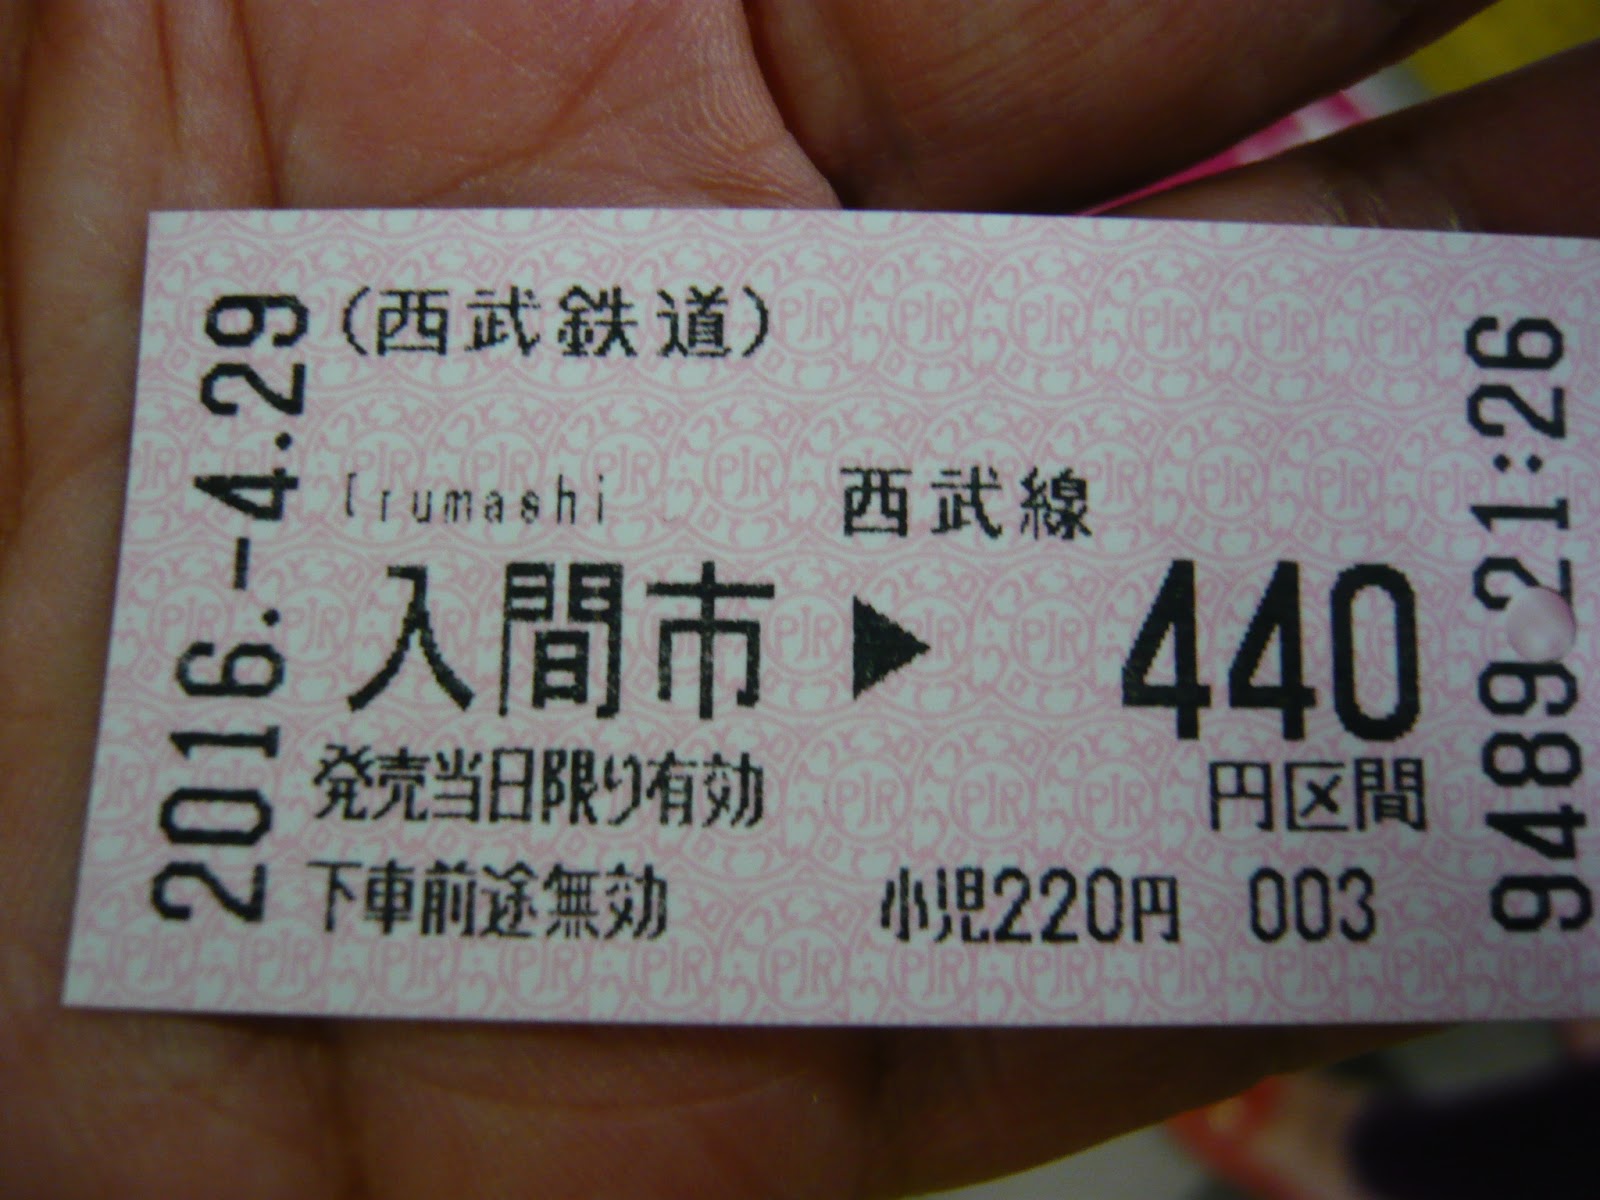 2016.-4.29
(西武鉄道)
Irumashi 西武線
入間市▶ 440
発売当日限り有効 円区間
下車前途無効 小児220円 003
9489 21:26